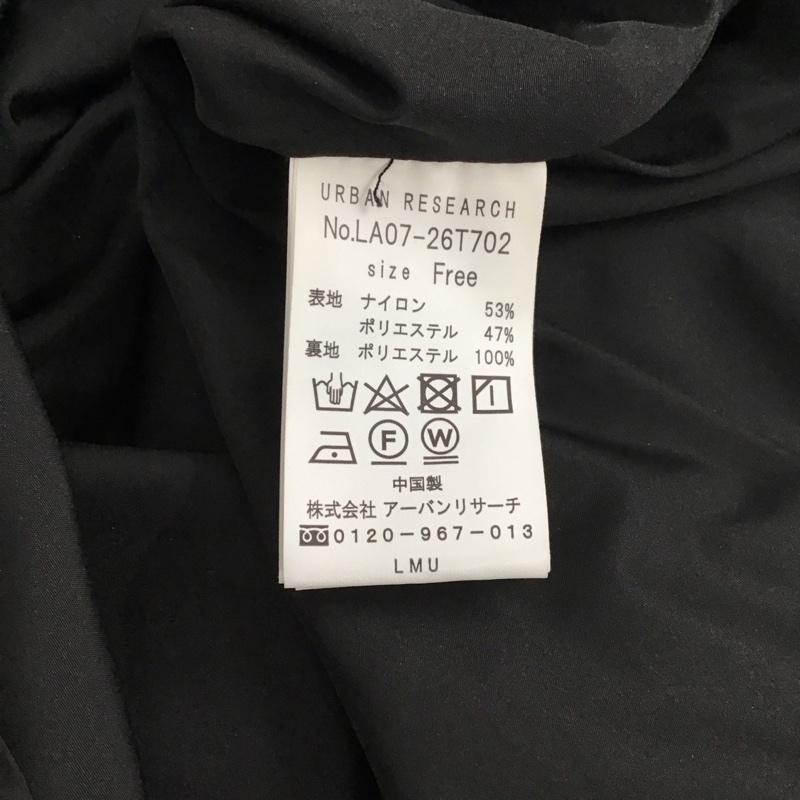 URBAN RESEARCH
No.LA07-26T702
size Free
表地 ナイロン 53%
ポリエステル 47%
裏地 ポリエステル 100%
F W
中国製
株式会社 アーバンリサーチ
0120-967-013
LMU